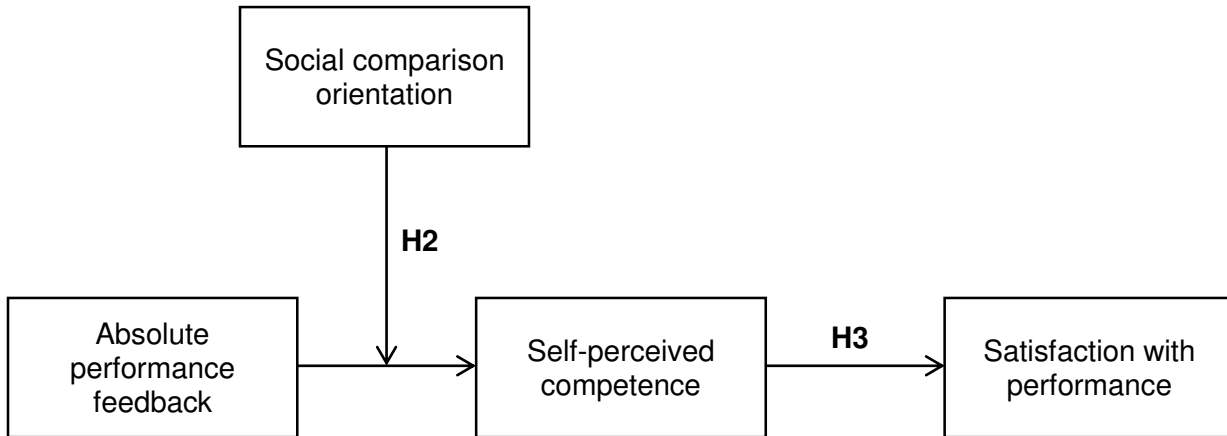 Social comparison
orientation
H2
Absolute
performance
feedback
Self-perceived
competence
H3
Satisfaction with
performance